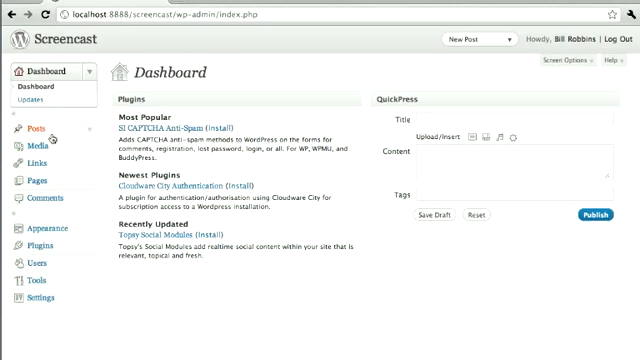 localhost:8888/screencast/wp-admin/index.php
Screencast
New Post
Howdy, Bill Robbins | Log Out
Screen Options
Help
Dashboard
Dashboard
Updates
Posts
Media
Links
Pages
Comments
Appearance
Plugins
Users
Tools
Settings
Dashboard
Plugins
Most Popular
SI CAPTCHA Anti-Spam (Install)
Adds CAPTCHA anti-spam methods to WordPress on the forms for
comments, registration, lost password, login, or all. For WP, WPMU, and
BuddyPress.
Newest Plugins
Cloudware City Authentication (Install)
A plugin for authentication/authorisation using Cloudware City for
subscription access to a Wordpress installation.
Recently Updated
Topsy Social Modules (Install)
Topsy's Social Modules add realtime social content within your site that is
relevant, topical and fresh.
QuickPress
Title
Upload/Insert
Content
Tags
Save Draft
Reset
Publish